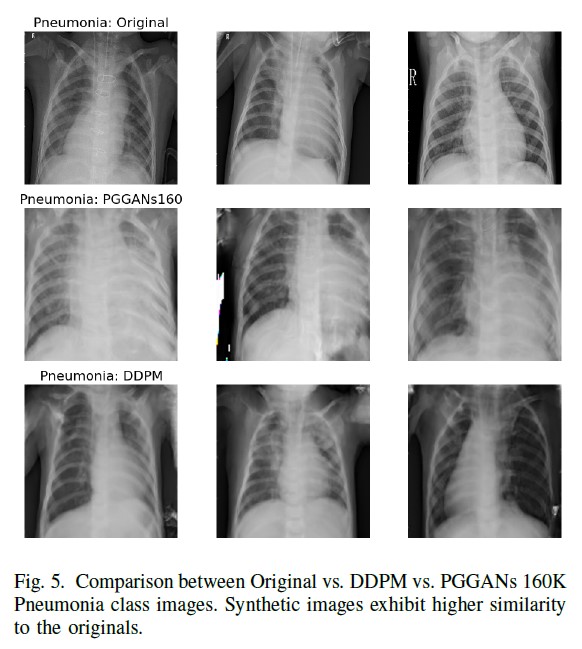 Pneumonia: Original
R
R
R
Pneumonia: PGGANs160
Pneumonia: DDPM
Fig. 5. Comparison between Original vs. DDPM vs. PGGANs 160K
Pneumonia class images. Synthetic images exhibit higher similarity
to the originals.